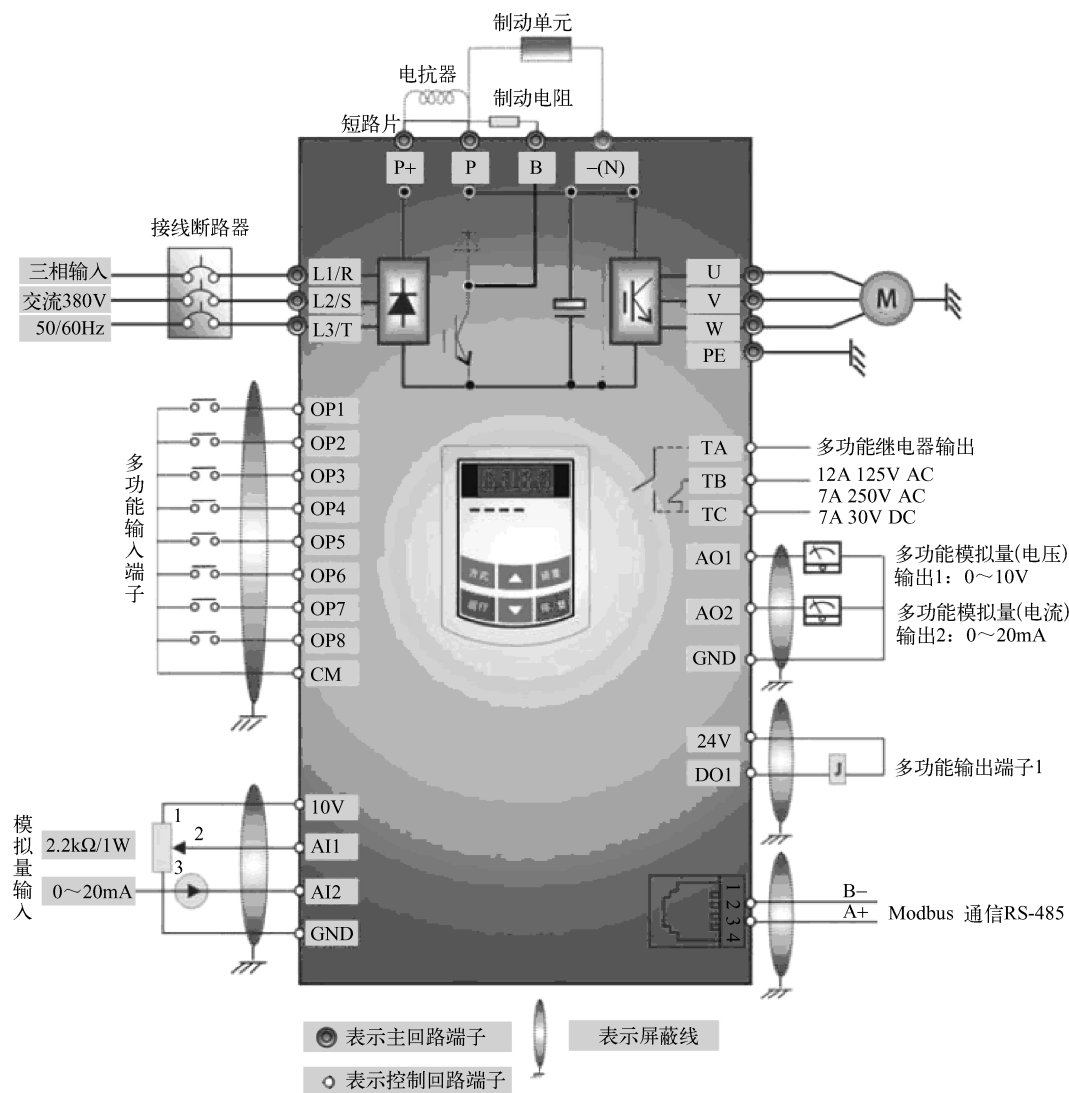 制动单元
电抗器
制动电阻
短路片
P+
P
B
−(N)
接线断路器
三相输入
交流380V
50/60Hz
L1/R
L2/S
L3/T
U
V
W
PE
M
多功能输入端子
OP1
OP2
OP3
OP4
OP5
OP6
OP7
OP8
CM
方式
运行
TA
TB
TC
多功能继电器输出
12A 125V AC
7A 250V AC
7A 30V DC
AO1
AO2
GND
多功能模拟量(电压)
输出1：0～10V
多功能模拟量(电流)
输出2：0～20mA
24V
DO1
J
多功能输出端子1
模拟量输入
2.2kΩ/1W
0～20mA
1
2
3
10V
AI1
AI2
GND
1
2
3
4
B−
A+
Modbus 通信RS-485
表示主回路端子
表示屏蔽线
表示控制回路端子